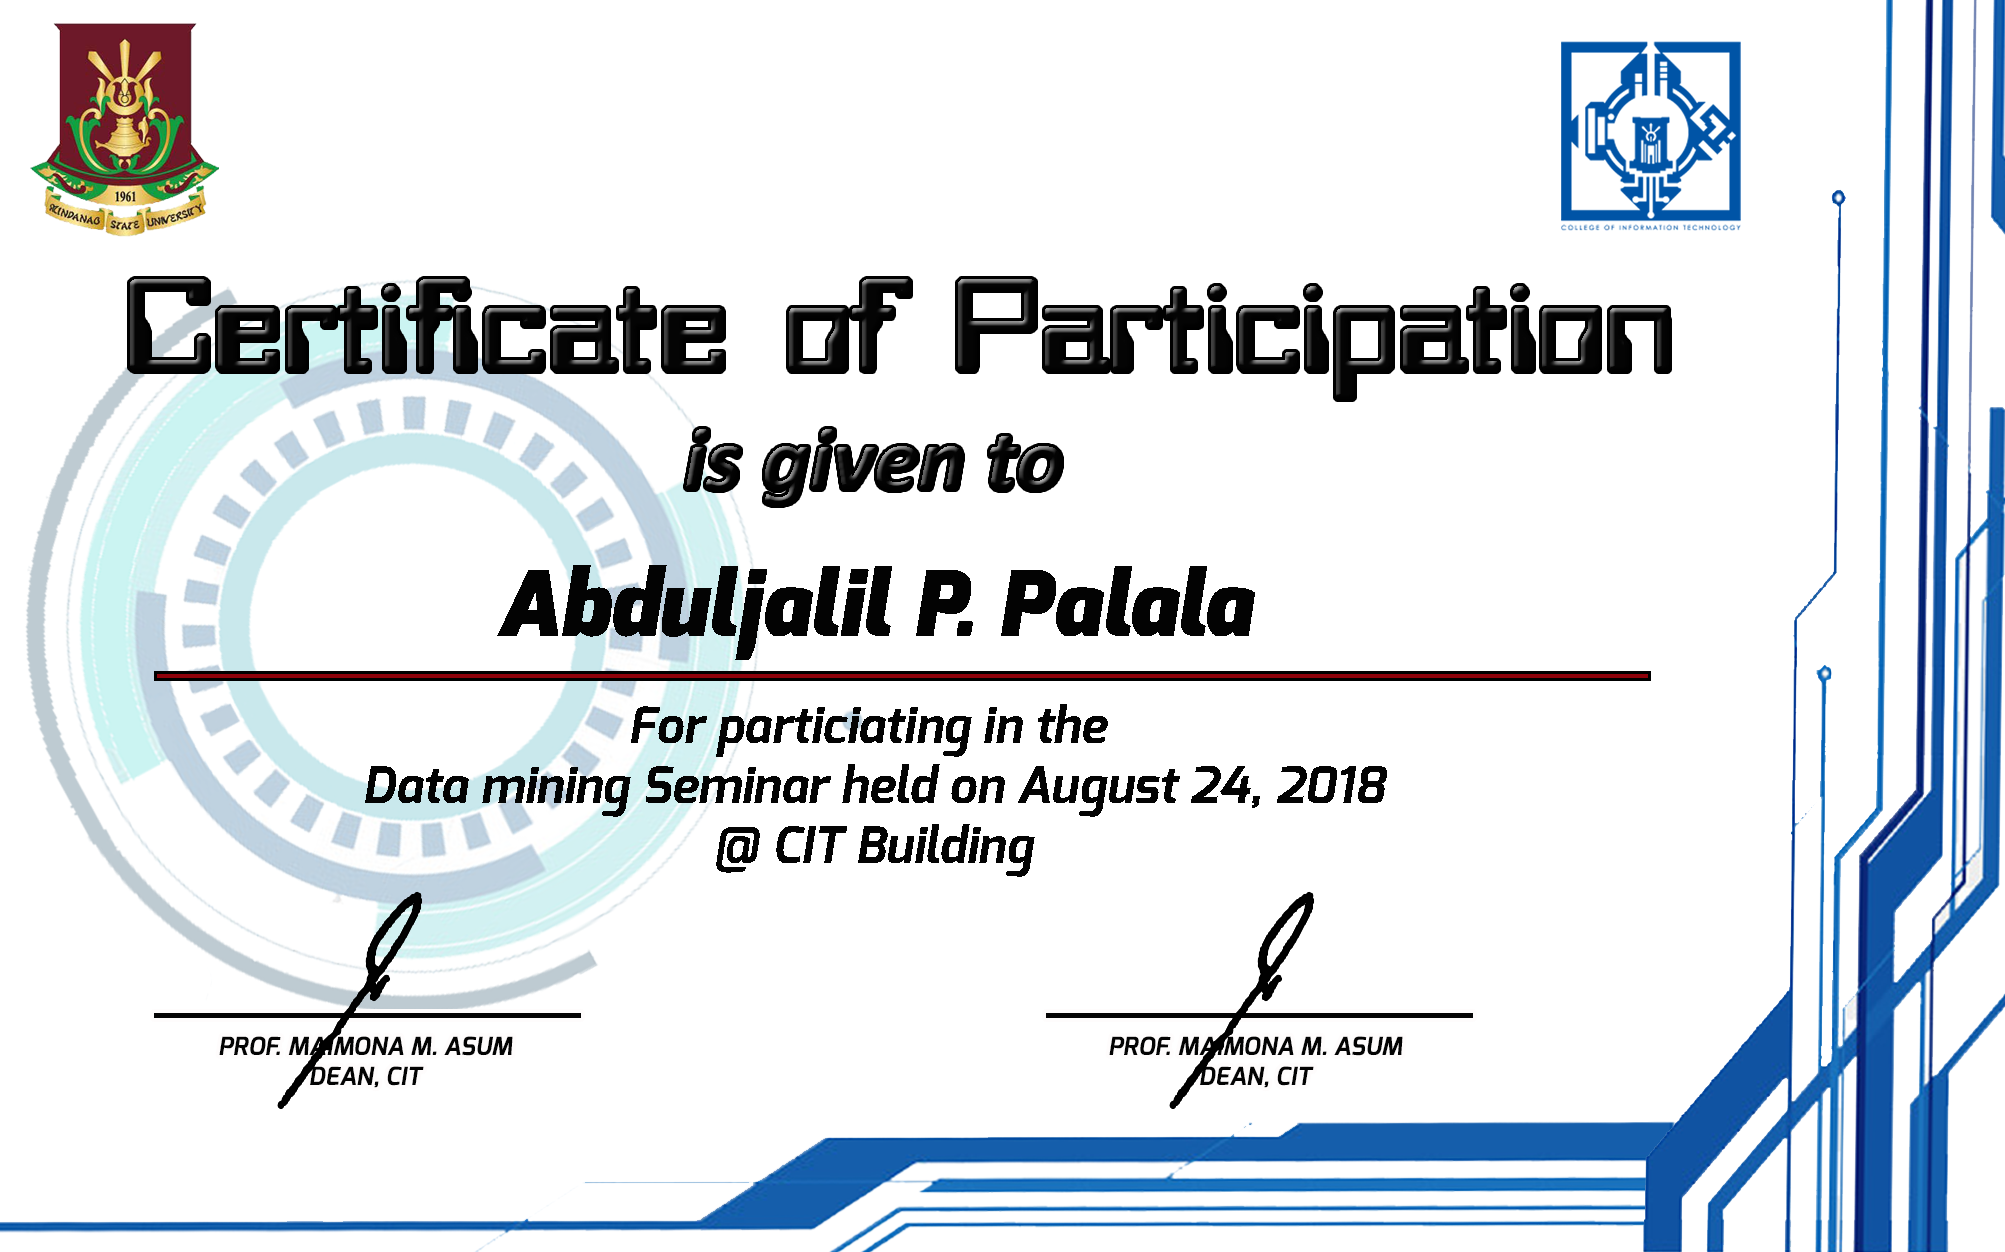 1961
MINDANAO STATE UNIVERSITY
COLLEGE OF INFORMATION TECHNOLOGY
Certificate of Participation
is given to
Abduljalil P. Palala
For particiating in the
Data mining Seminar held on August 24, 2018
@ CIT Building
PROF. MAIMONA M. ASUM
DEAN, CIT
PROF. MAIMONA M. ASUM
DEAN, CIT